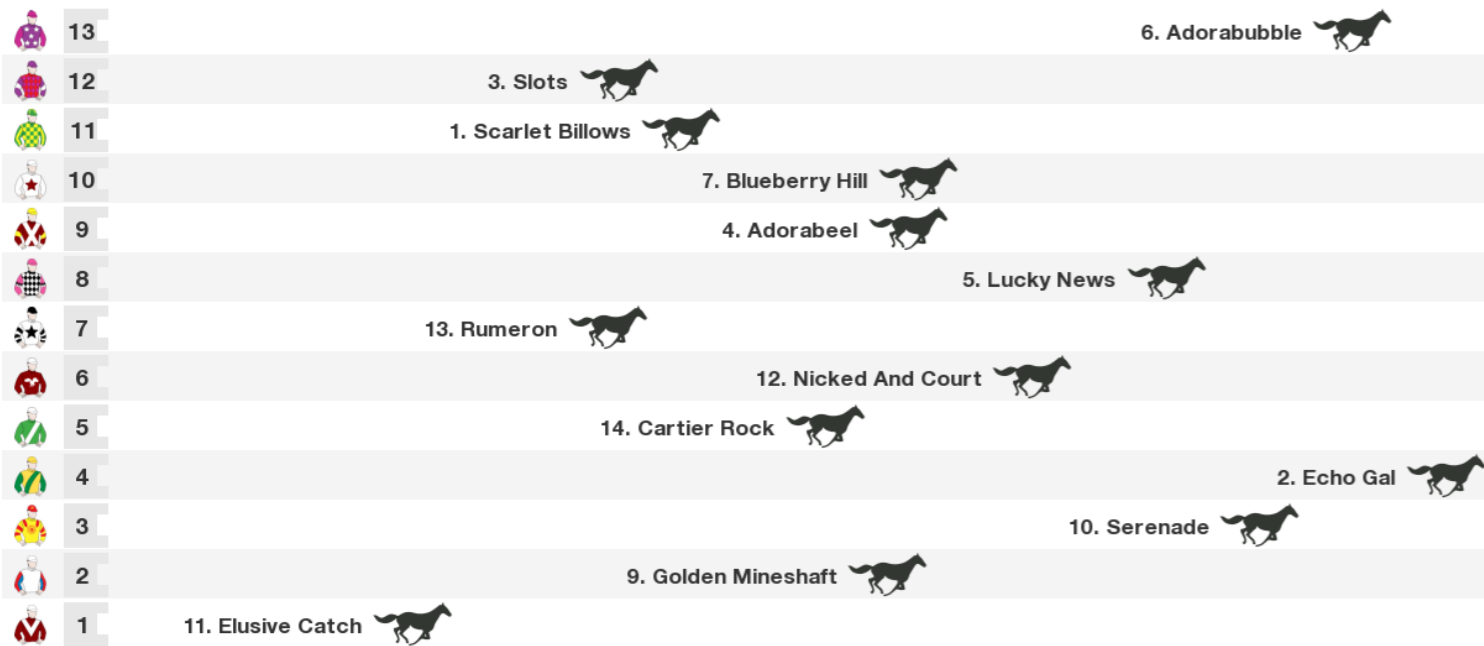 13 6. Adorabubble
12 3. Slots
11 1. Scarlet Billows
10 7. Blueberry Hill
9 4. Adorabeel
8 5. Lucky News
7 13. Rumeron
6 12. Nicked And Court
5 14. Cartier Rock
4 2. Echo Gal
3 10. Serenade
2 9. Golden Mineshaft
1 11. Elusive Catch